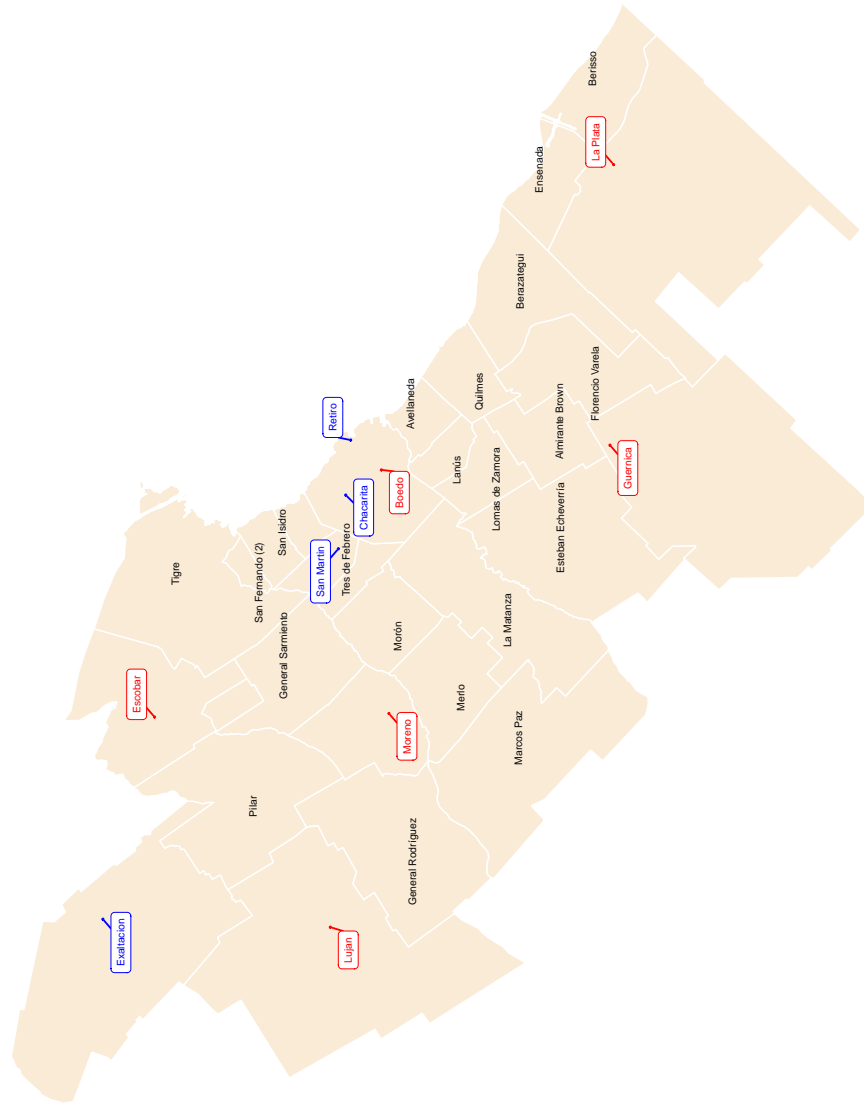 Exaltacion
Escobar
Tigre
San Fernando (2)
San Isidro
Pilar
General Sarmiento
San Martin
Tres de Febrero
Chacarita
Retiro
Lujan
Moreno
Morón
Boedo
Avellaneda
General Rodríguez
Merlo
Lanús
Quilmes
Marcos Paz
La Matanza
Lomas de Zamora
Berazategui
Ensenada
Esteban Echeverría
Almirante Brown
Florencio Varela
Berisso
La Plata
Guernica